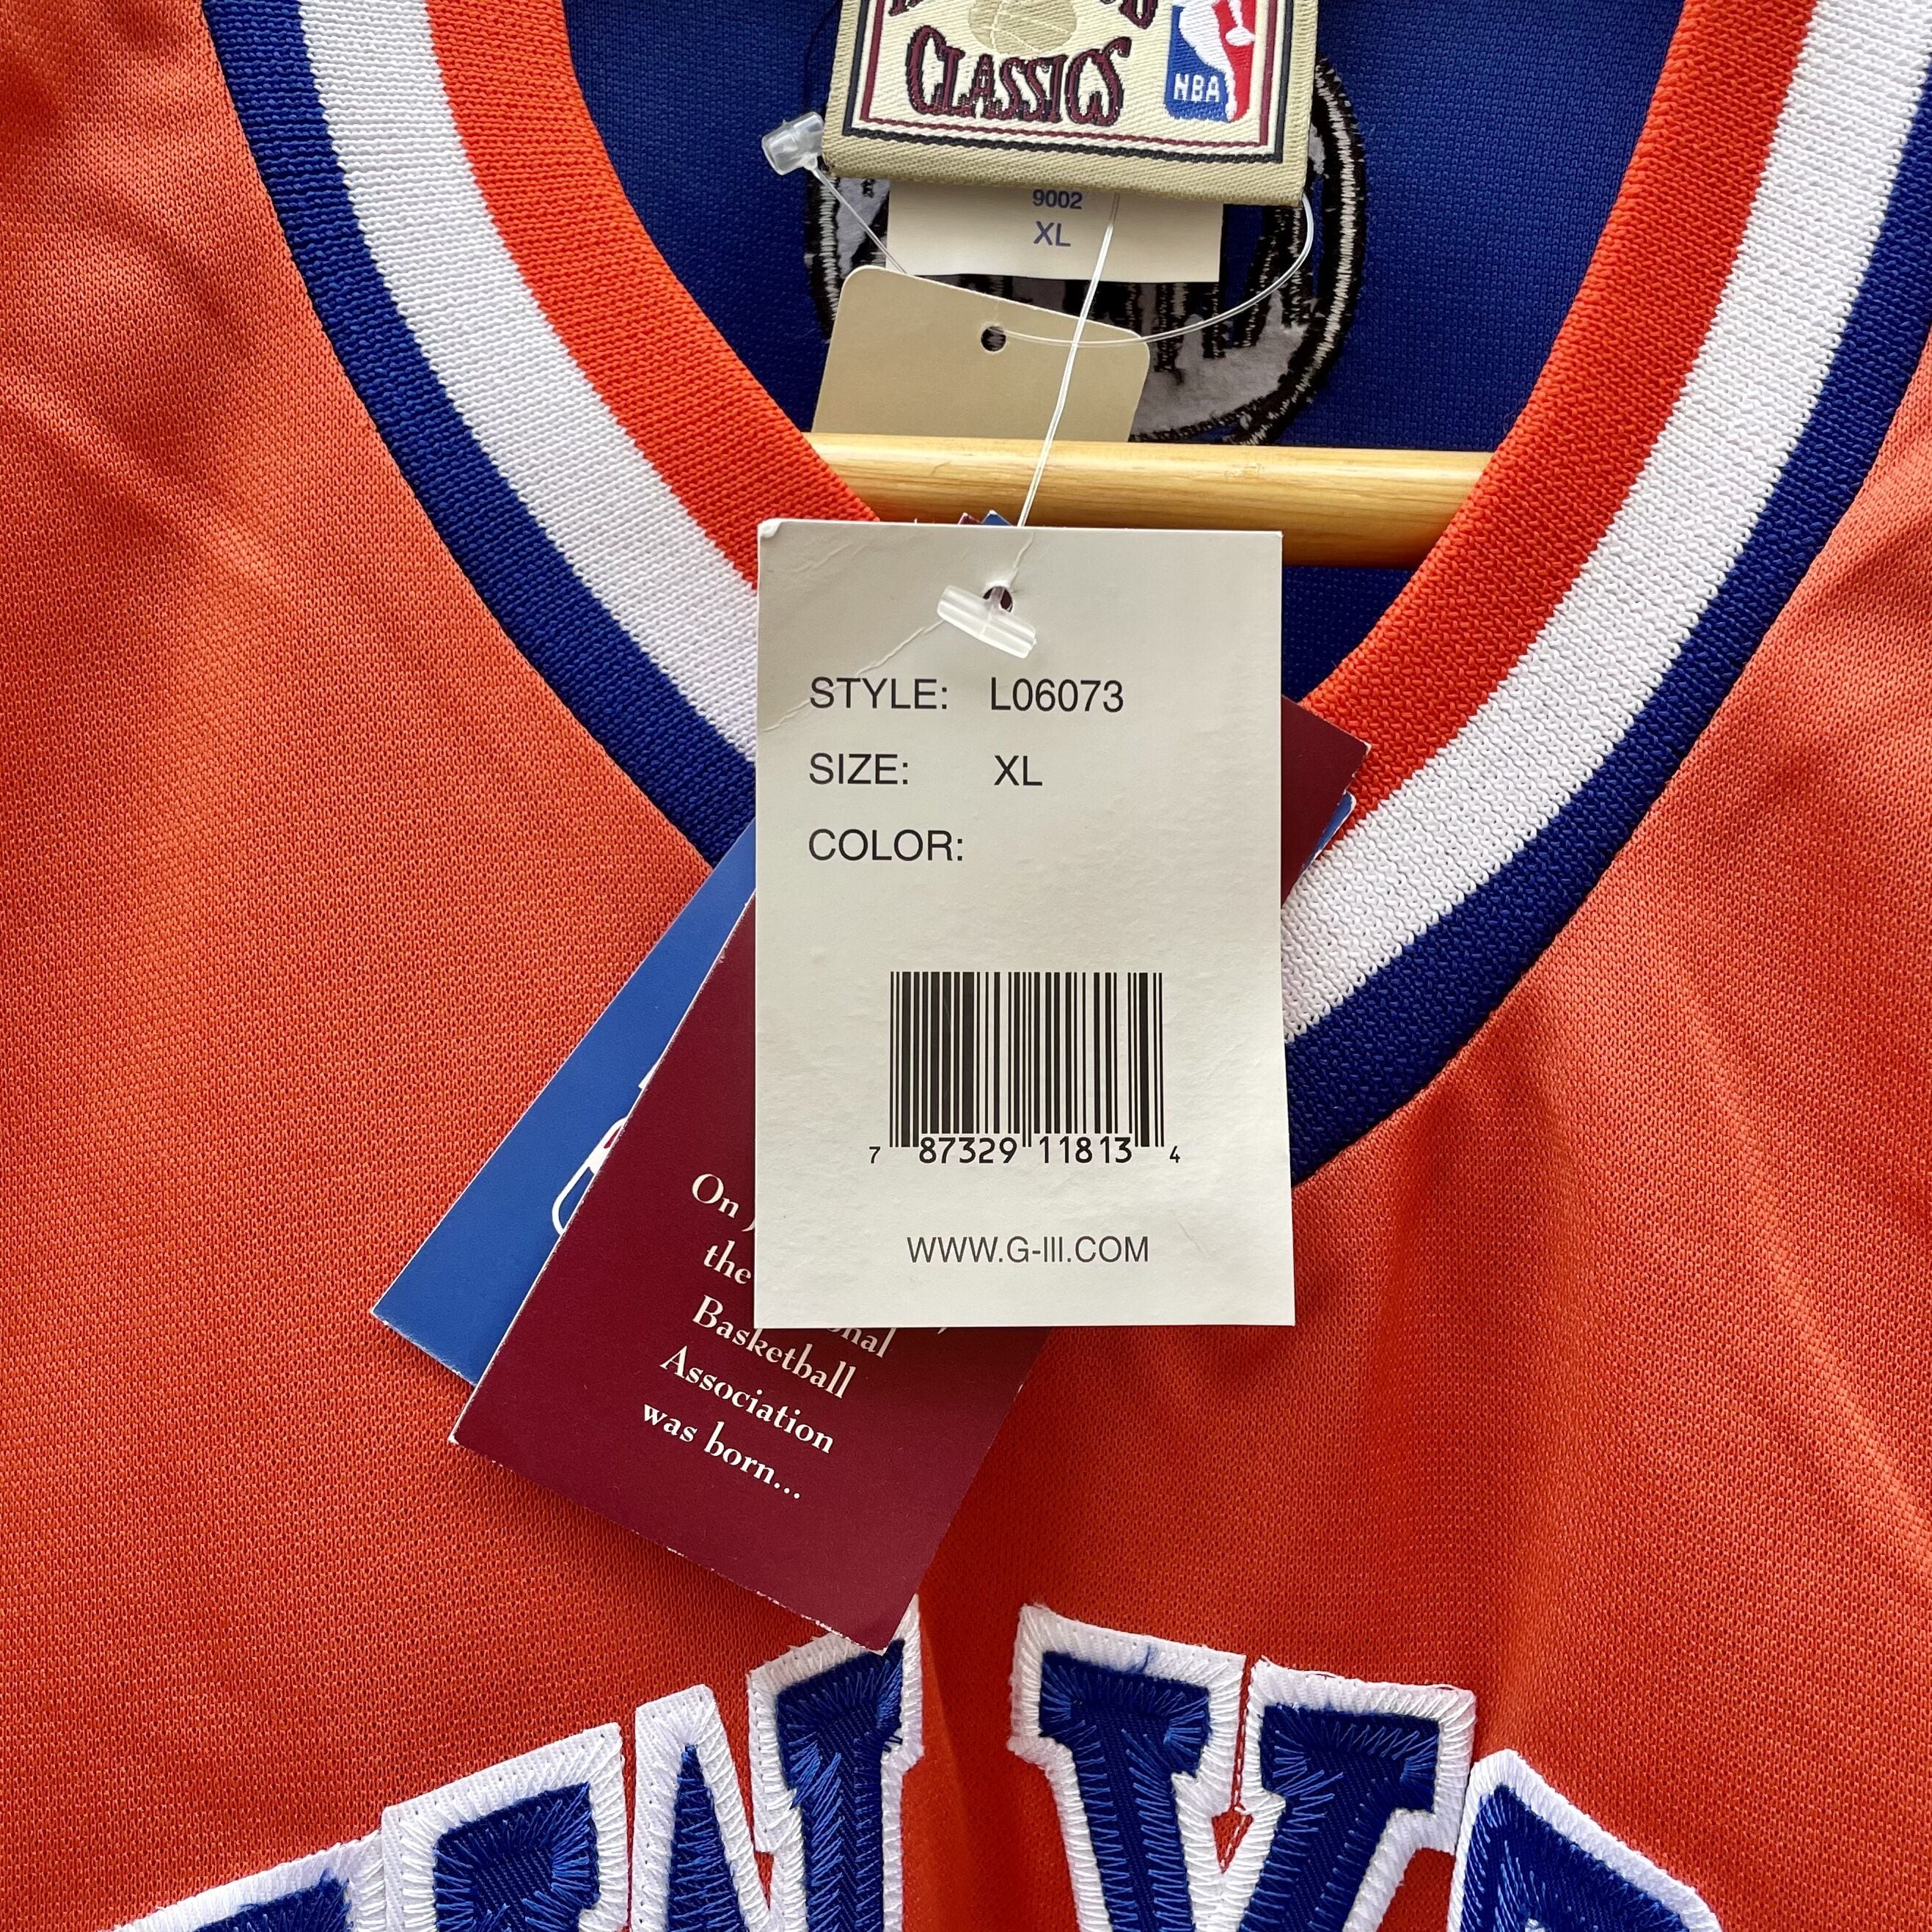 CLASSICS
NBA
9002
XL
STYLE: L06073
SIZE: XL
COLOR:
7 87329 11813 4
WWW.G-III.COM
On
the
Basketball
Association
was born...